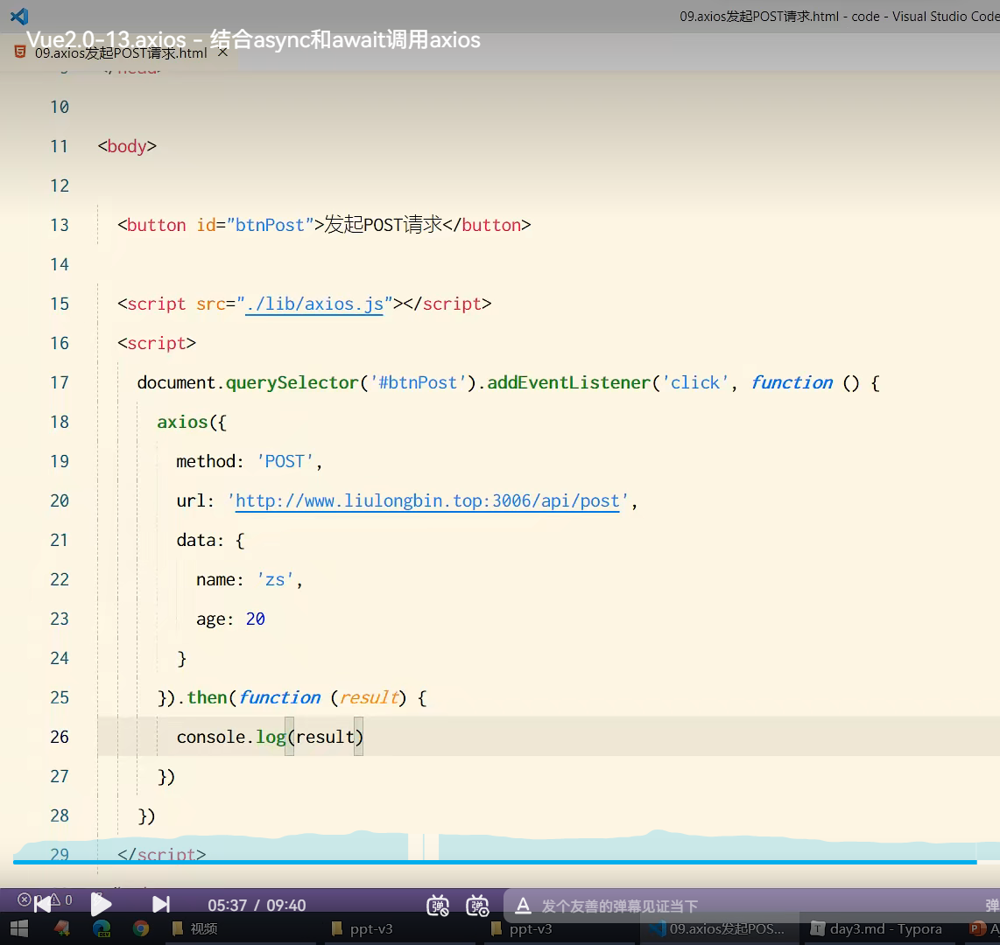 09.axios发起POST请求.html - code - Visual Studio Code
Vue2.0-13.axios - 结合async和await调用axios
09.axios发起POST请求.html ×
9 </head>
10
11 <body>
12
13 <button id="btnPost">发起POST请求</button>
14
15 <script src="./lib/axios.js"></script>
16 <script>
17 document.querySelector('#btnPost').addEventListener('click', function () {
18 axios({
19 method: 'POST',
20 url: 'http://www.liulongbin.top:3006/api/post',
21 data: {
22 name: 'zs',
23 age: 20
24 }
25 }).then(function (result) {
26 console.log(result)
27 })
28 })
29 </script>
0 0
05:37 / 09:40
弹 弹
A 发个友善的弹幕见证当下
弹
DEV
视频
ppt-v3
ppt-v3
09.axios发起POS...
T day3.md - Typora
P A